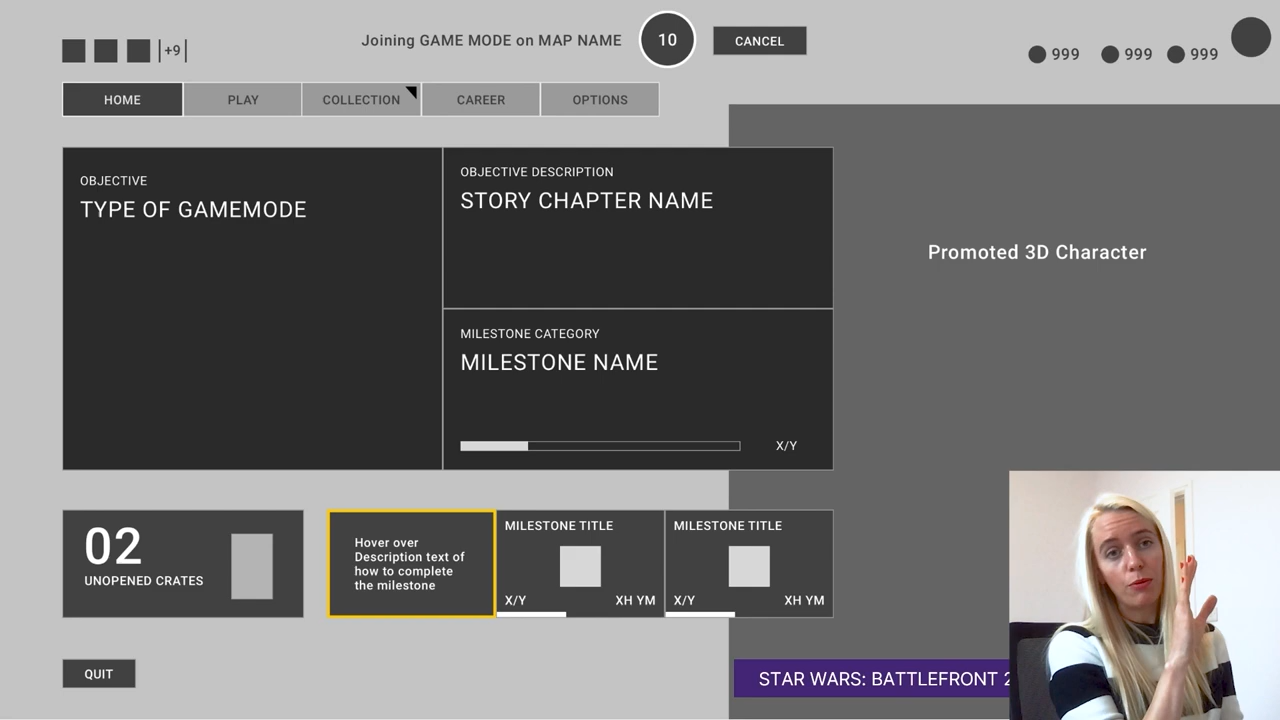 +9
Joining GAME MODE on MAP NAME
10
CANCEL
999
999
999
HOME
PLAY
COLLECTION
CAREER
OPTIONS
OBJECTIVE
TYPE OF GAMEMODE
OBJECTIVE DESCRIPTION
STORY CHAPTER NAME
MILESTONE CATEGORY
MILESTONE NAME
X/Y
Promoted 3D Character
02
UNOPENED CRATES
Hover over
Description text of
how to complete
the milestone
MILESTONE TITLE
X/Y
XH YM
MILESTONE TITLE
X/Y
XH YM
QUIT
STAR WARS: BATTLEFRONT 2